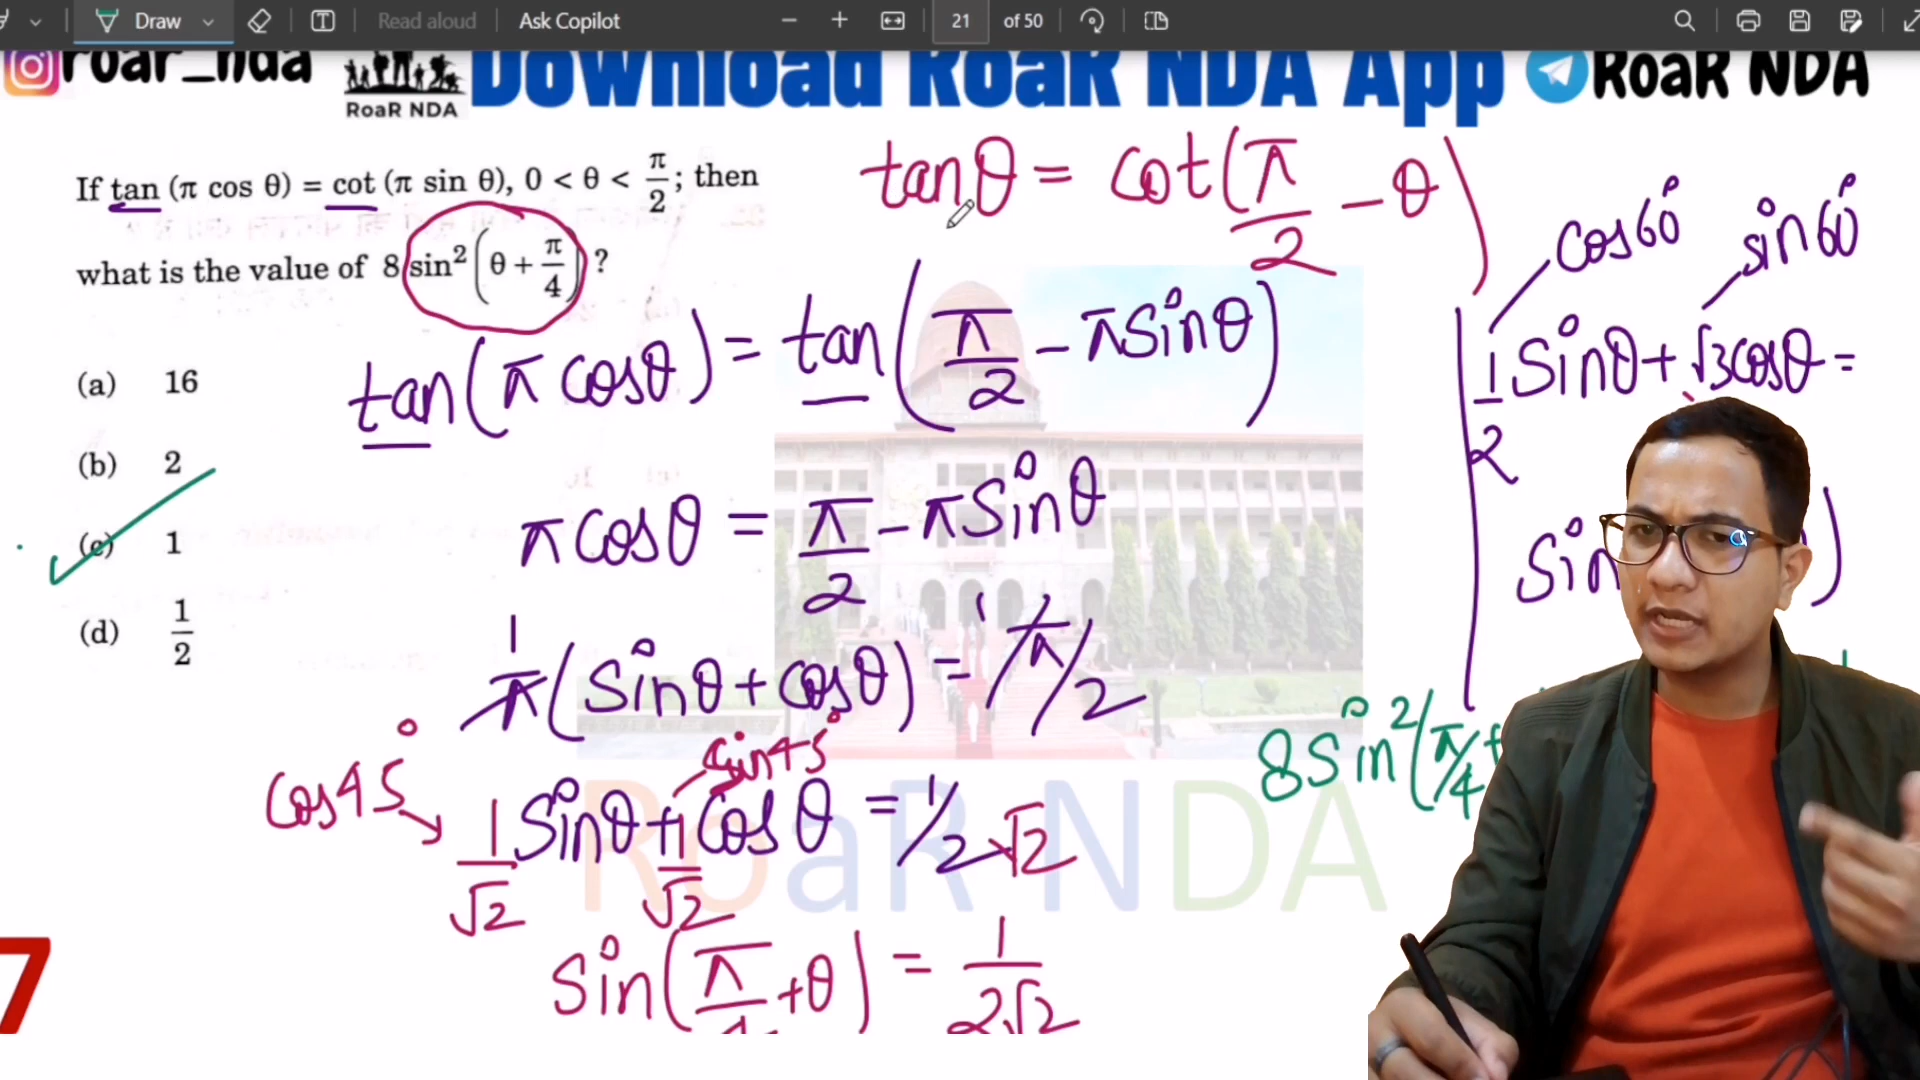 Draw
Read aloud
Ask Copilot
21 of 50
roar_nda
RoaR NDA
Download RoaR NDA App
RoaR NDA
If tan (π cos θ) = cot (π sin θ), 0 < θ < π/2; then
what is the value of 8 sin² (θ + π/4) ?
(a) 16
(b) 2
(c) 1
(d) 1/2
tanθ = cot(π/2 − θ)
tan(π cosθ) = tan(π/2 − π sinθ)
π cosθ = π/2 − π sinθ
π(sinθ + cosθ) = π/2
1
1
cos45°
sin45°
1/√2 sinθ + 1/√2 cosθ = 1/2×√2
sin(π/4 + θ) = 1/2√2
cos60°
sin60°
1/2 sinθ + √3cosθ =
sin
8 sin²(π/4 +
RoaR NDA
7